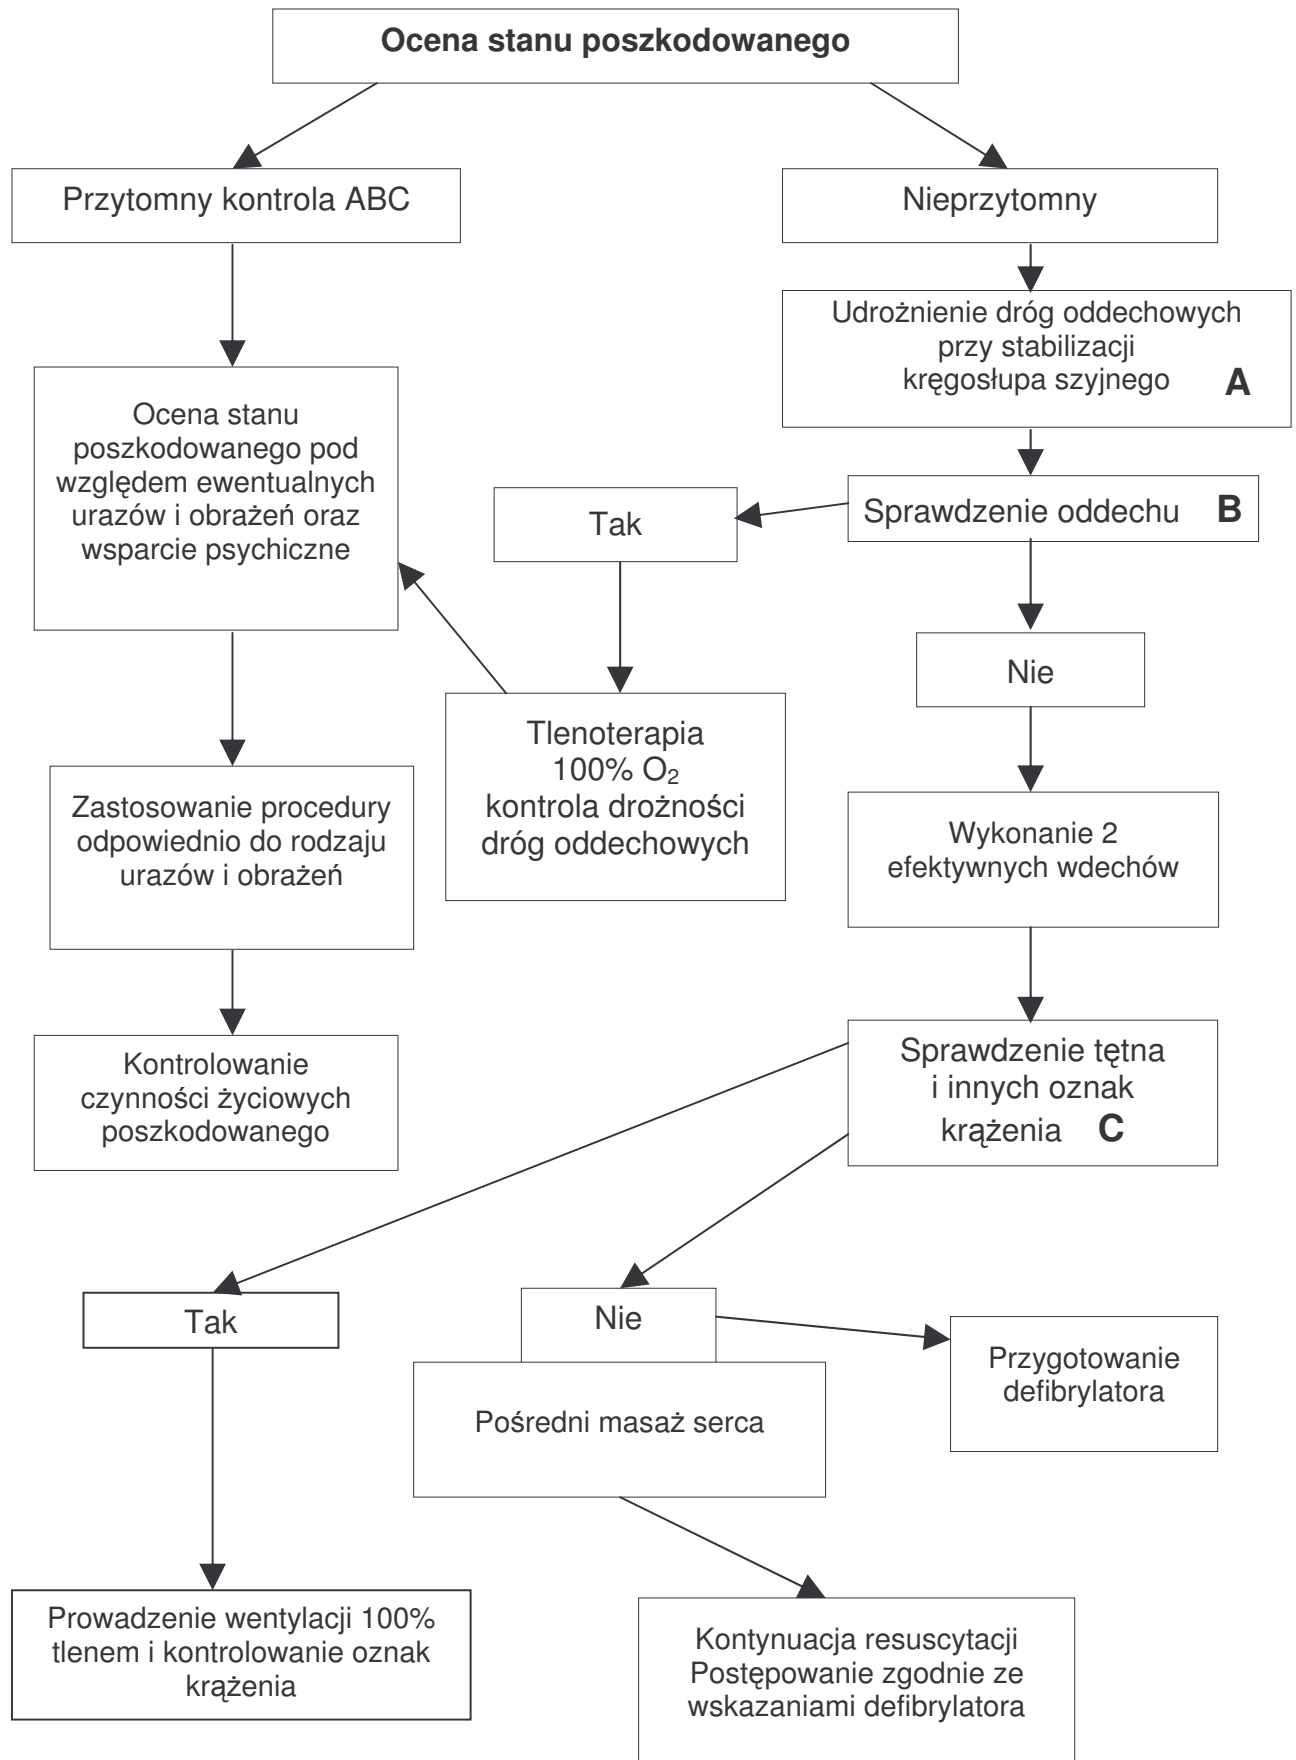 Ocena stanu poszkodowanego
Przytomny kontrola ABC
Nieprzytomny
Udrożnienie dróg oddechowych
przy stabilizacji
kręgosłupa szyjnego A
Ocena stanu
poszkodowanego pod
względem ewentualnych
urazów i obrażeń oraz
wsparcie psychiczne
Tak
Sprawdzenie oddechu B
Nie
Tlenoterapia
100% O₂
kontrola drożności
dróg oddechowych
Zastosowanie procedury
odpowiednio do rodzaju
urazów i obrażeń
Wykonanie 2
efektywnych wdechów
Kontrolowanie
czynności życiowych
poszkodowanego
Sprawdzenie tętna
i innych oznak
krążenia C
Tak
Nie
Przygotowanie
defibrylatora
Pośredni masaż serca
Prowadzenie wentylacji 100%
tlenem i kontrolowanie oznak
krążenia
Kontynuacja resuscytacji
Postępowanie zgodnie ze
wskazaniami defibrylatora